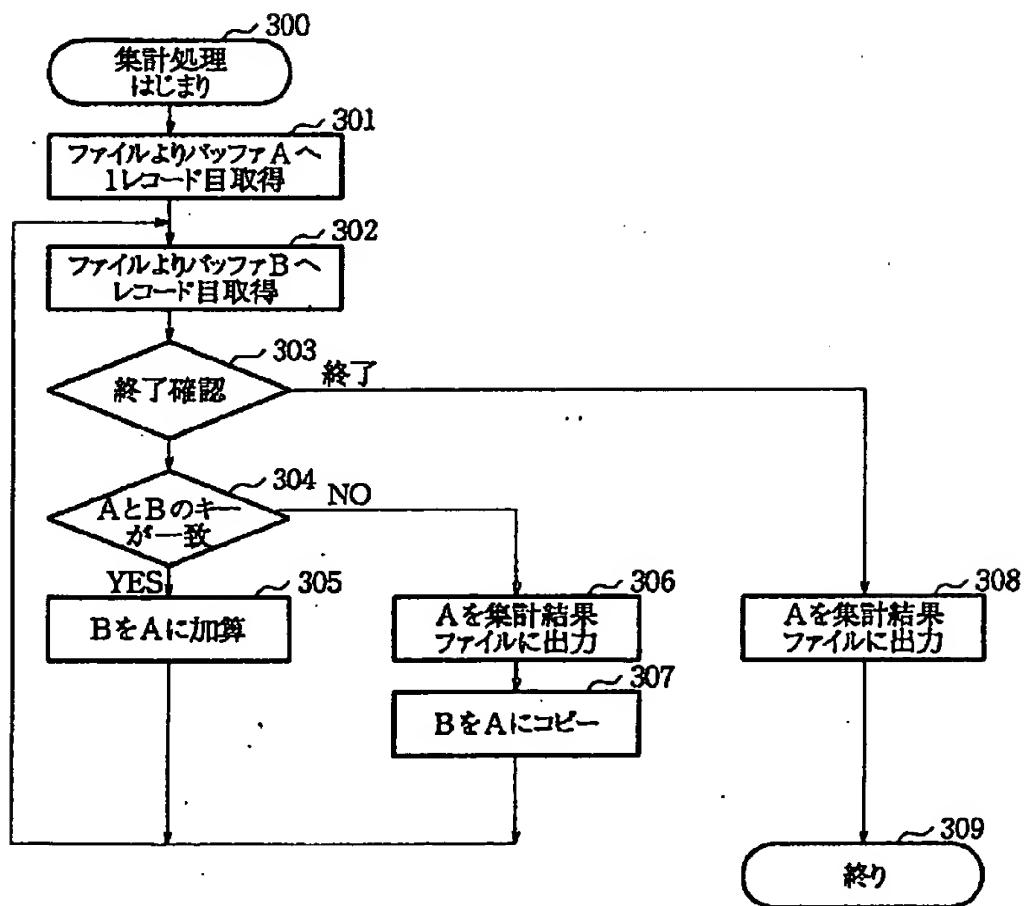 300
集計処理
はじまり
301
ファイルよりバッファAへ
1レコード目取得
302
ファイルよりバッファBへ
レコード目取得
303
終了確認
終了
304
AとBのキー
が一致
NO
YES
305
BをAに加算
306
Aを集計結果
ファイルに出力
307
BをAにコピー
308
Aを集計結果
ファイルに出力
309
終り